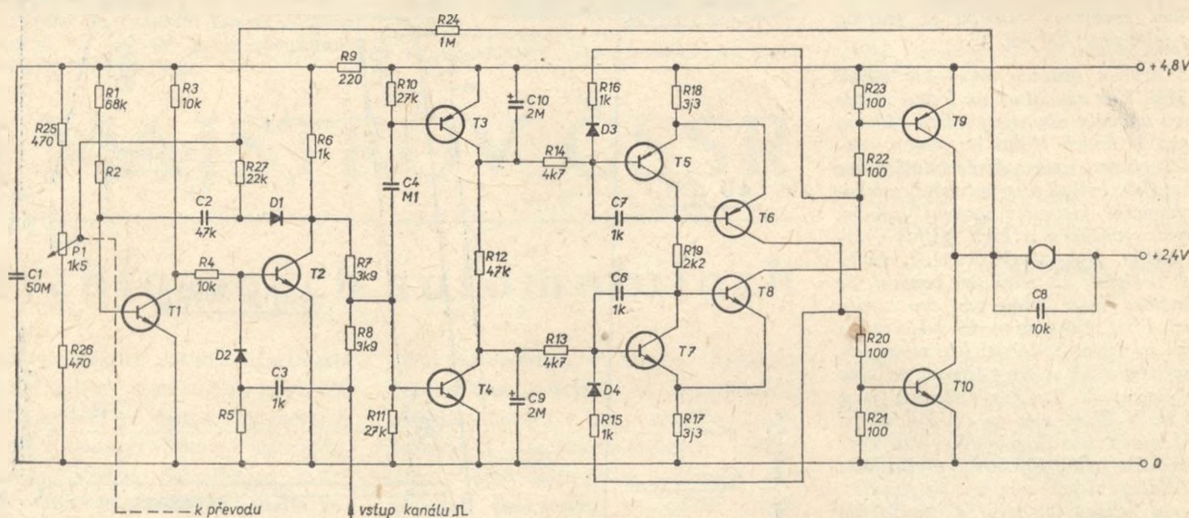 R24
1M
R1
68k
R3
10k
R9
220
R10
27k
R25
470
R2
R27
22k
R6
1k
T3
C10
2M
R16
1k
D3
R18
3j3
R14
4k7
T5
R23
100
R22
100
T9
+4,8V
C4
M1
C2
47k
D1
C7
1k
T6
P1
1k5
R4
10k
T2
R7
3k9
R12
47k
R19
2k2
T8
+2,4V
C1
50M
T1
R8
3k9
C6
1k
C8
10k
R26
470
D2
C3
1k
R13
4k7
T7
R20
100
R5
R11
27k
T4
C9
2M
D4
R15
1k
R17
3j3
R21
100
T10
0
k převodu
vstup kanálu